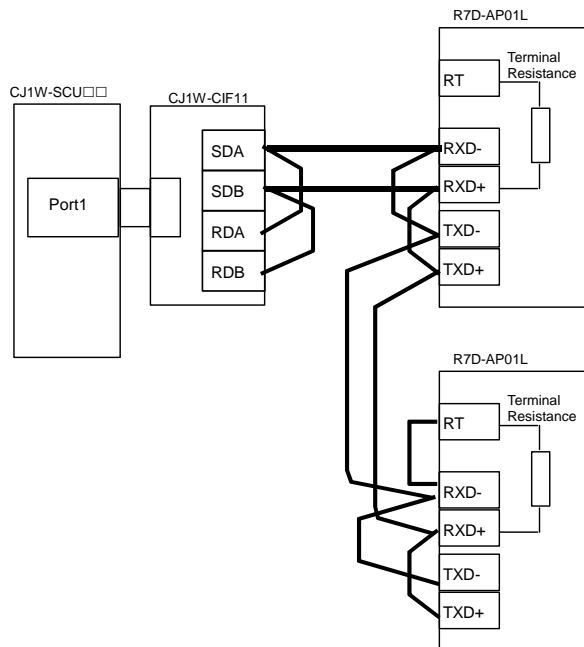 R7D-AP01L
Terminal
Resistance
RT
CJ1W-SCU□□
CJ1W-CIF11
SDA
RXD-
SDB
RXD+
Port1
RDA
TXD-
RDB
TXD+
R7D-AP01L
Terminal
Resistance
RT
RXD-
RXD+
TXD-
TXD+